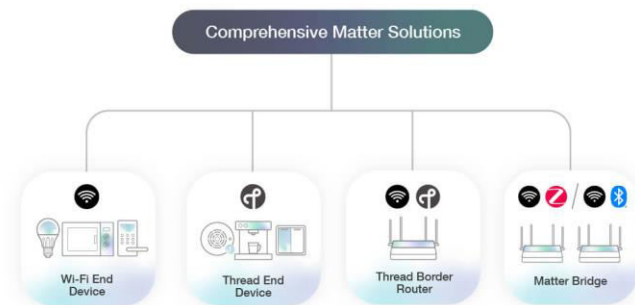 Comprehensive Matter Solutions
Wi-Fi End
Device
Thread End
Device
Thread Border
Router
Matter Bridge